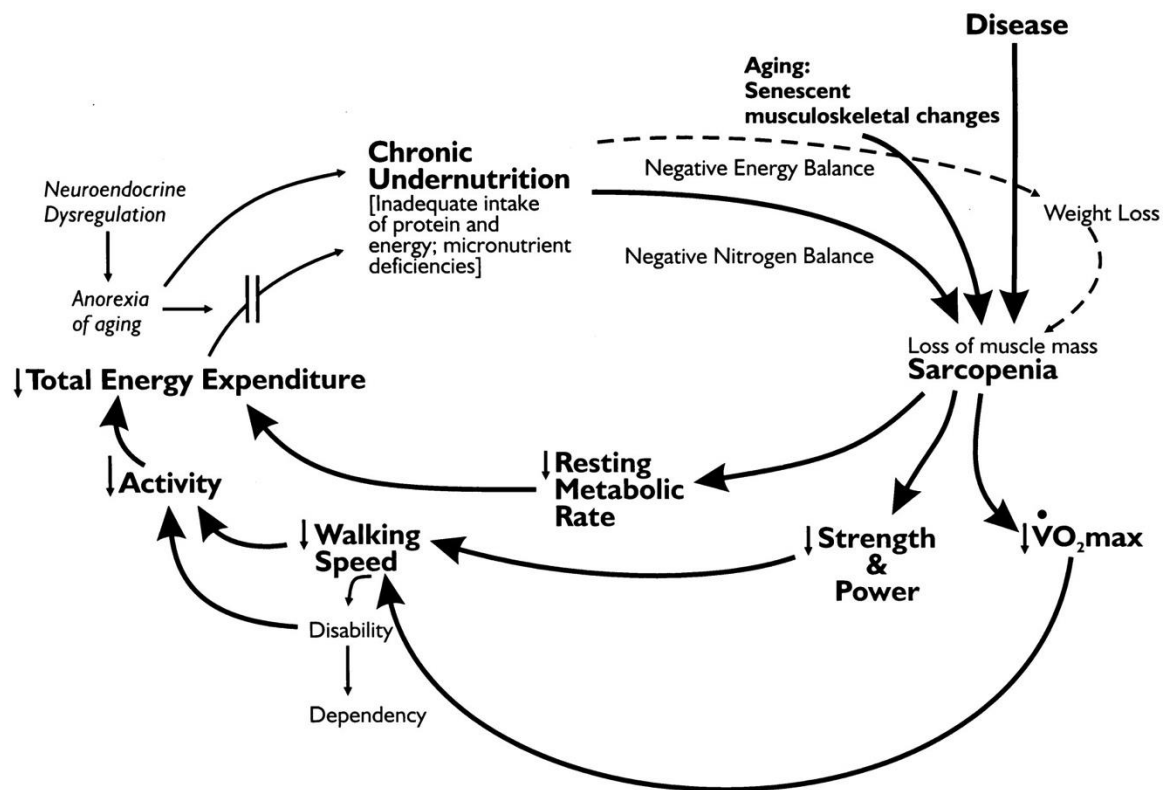 Disease
Aging:
Senescent
musculoskeletal changes
Chronic
Undernutrition
[Inadequate intake
of protein and
energy; micronutrient
deficiencies]
Negative Energy Balance
Neuroendocrine
Dysregulation
Weight Loss
Negative Nitrogen Balance
Anorexia
of aging
Loss of muscle mass
Sarcopenia
↓Total Energy Expenditure
↓Resting
Metabolic
Rate
↓Activity
↓Walking
Speed
↓Strength
&
Power
↓V̇O₂max
Disability
Dependency